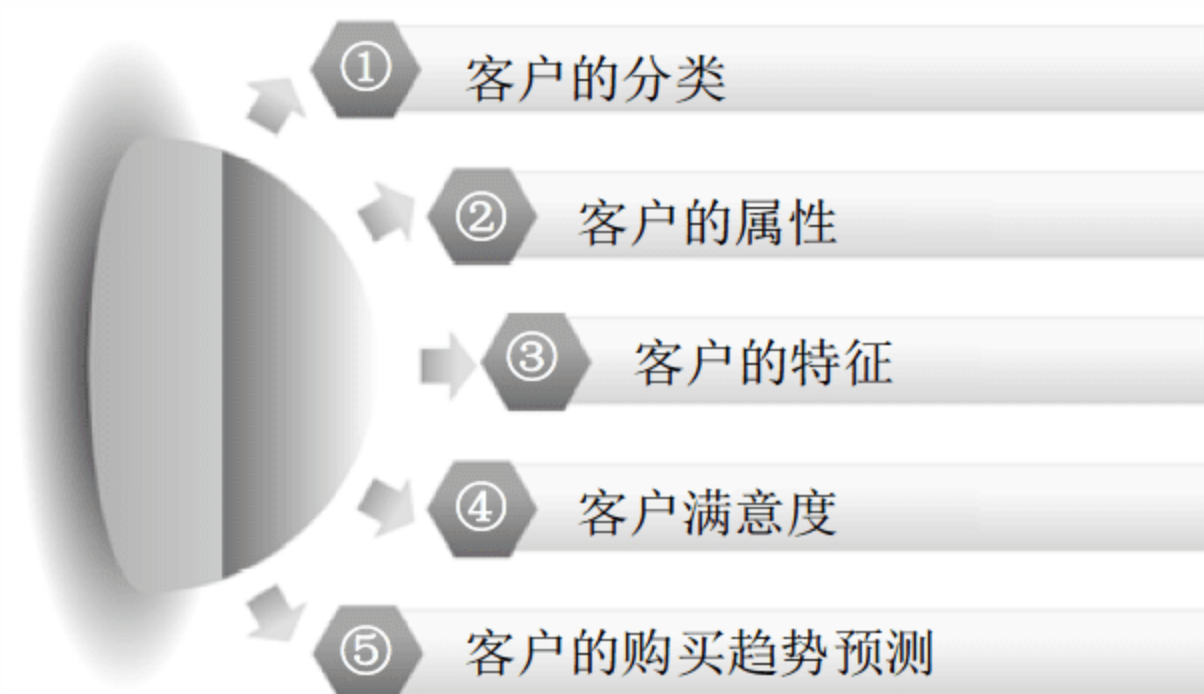 ① 客户的分类
② 客户的属性
③ 客户的特征
④ 客户满意度
⑤ 客户的购买趋势预测